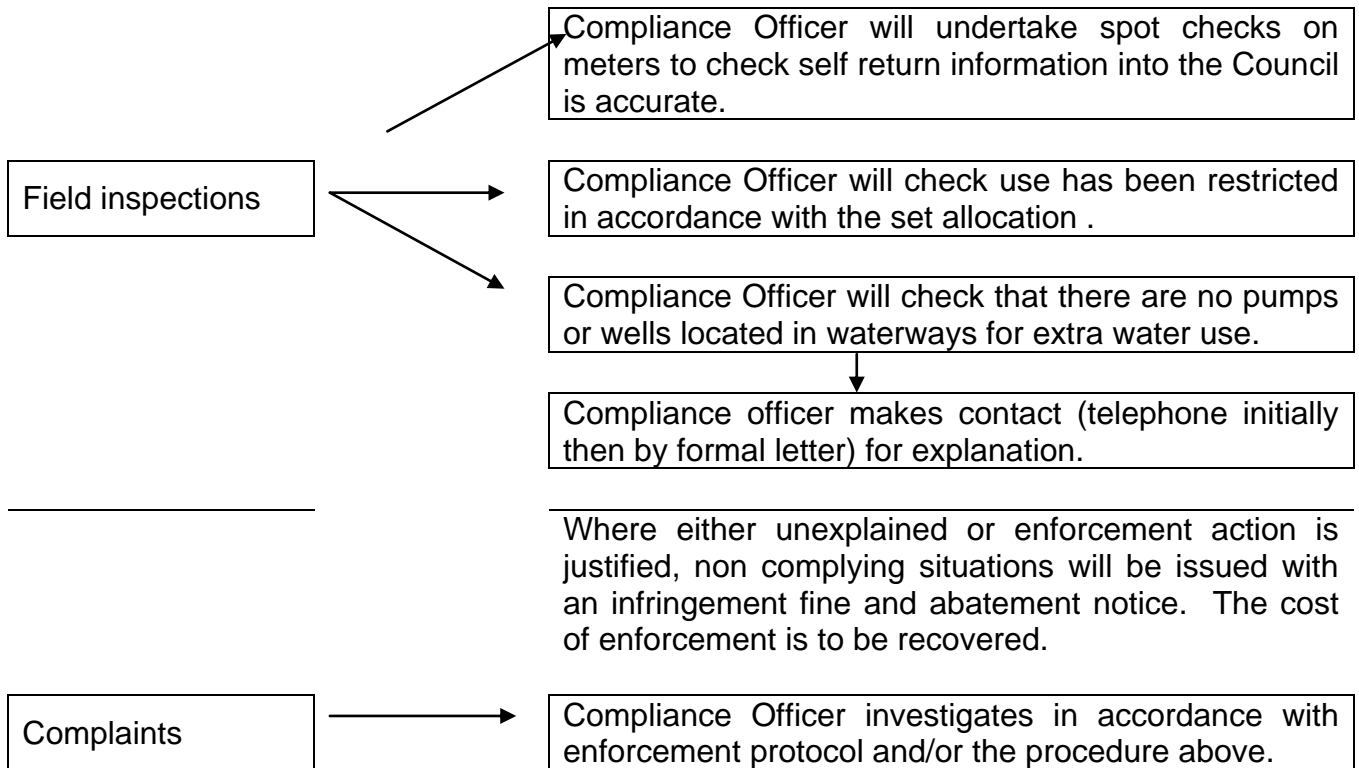 Compliance Officer will undertake spot checks on
meters to check self return information into the Council
is accurate.
Field inspections
Compliance Officer will check use has been restricted
in accordance with the set allocation .
Compliance Officer will check that there are no pumps
or wells located in waterways for extra water use.
Compliance officer makes contact (telephone initially
then by formal letter) for explanation.
Where either unexplained or enforcement action is
justified, non complying situations will be issued with
an infringement fine and abatement notice. The cost
of enforcement is to be recovered.
Complaints
Compliance Officer investigates in accordance with
enforcement protocol and/or the procedure above.